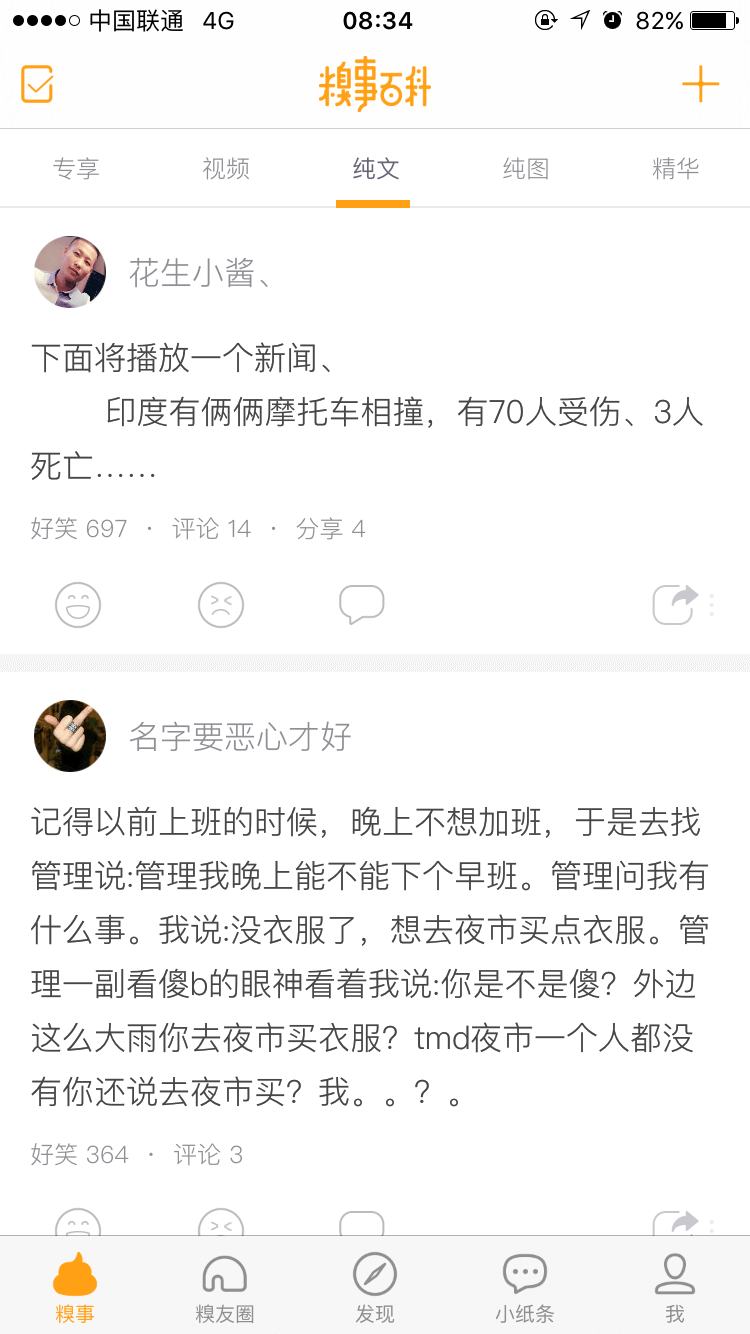 中国联通 4G 08:34 82%
糗事百科
专享 视频 纯文 纯图 精华
花生小酱、
下面将播放一个新闻、
印度有俩俩摩托车相撞，有70人受伤、3人
死亡……
好笑 697 · 评论 14 · 分享 4
名字要恶心才好
记得以前上班的时候，晚上不想加班，于是去找
管理说:管理我晚上能不能下个早班。管理问我有
什么事。我说:没衣服了，想去夜市买点衣服。管
理一副看傻b的眼神看着我说:你是不是傻？外边
这么大雨你去夜市买衣服？tmd夜市一个人都没
有你还说去夜市买？我。。？。
好笑 364 · 评论 3
糗事 糗友圈 发现 小纸条 我